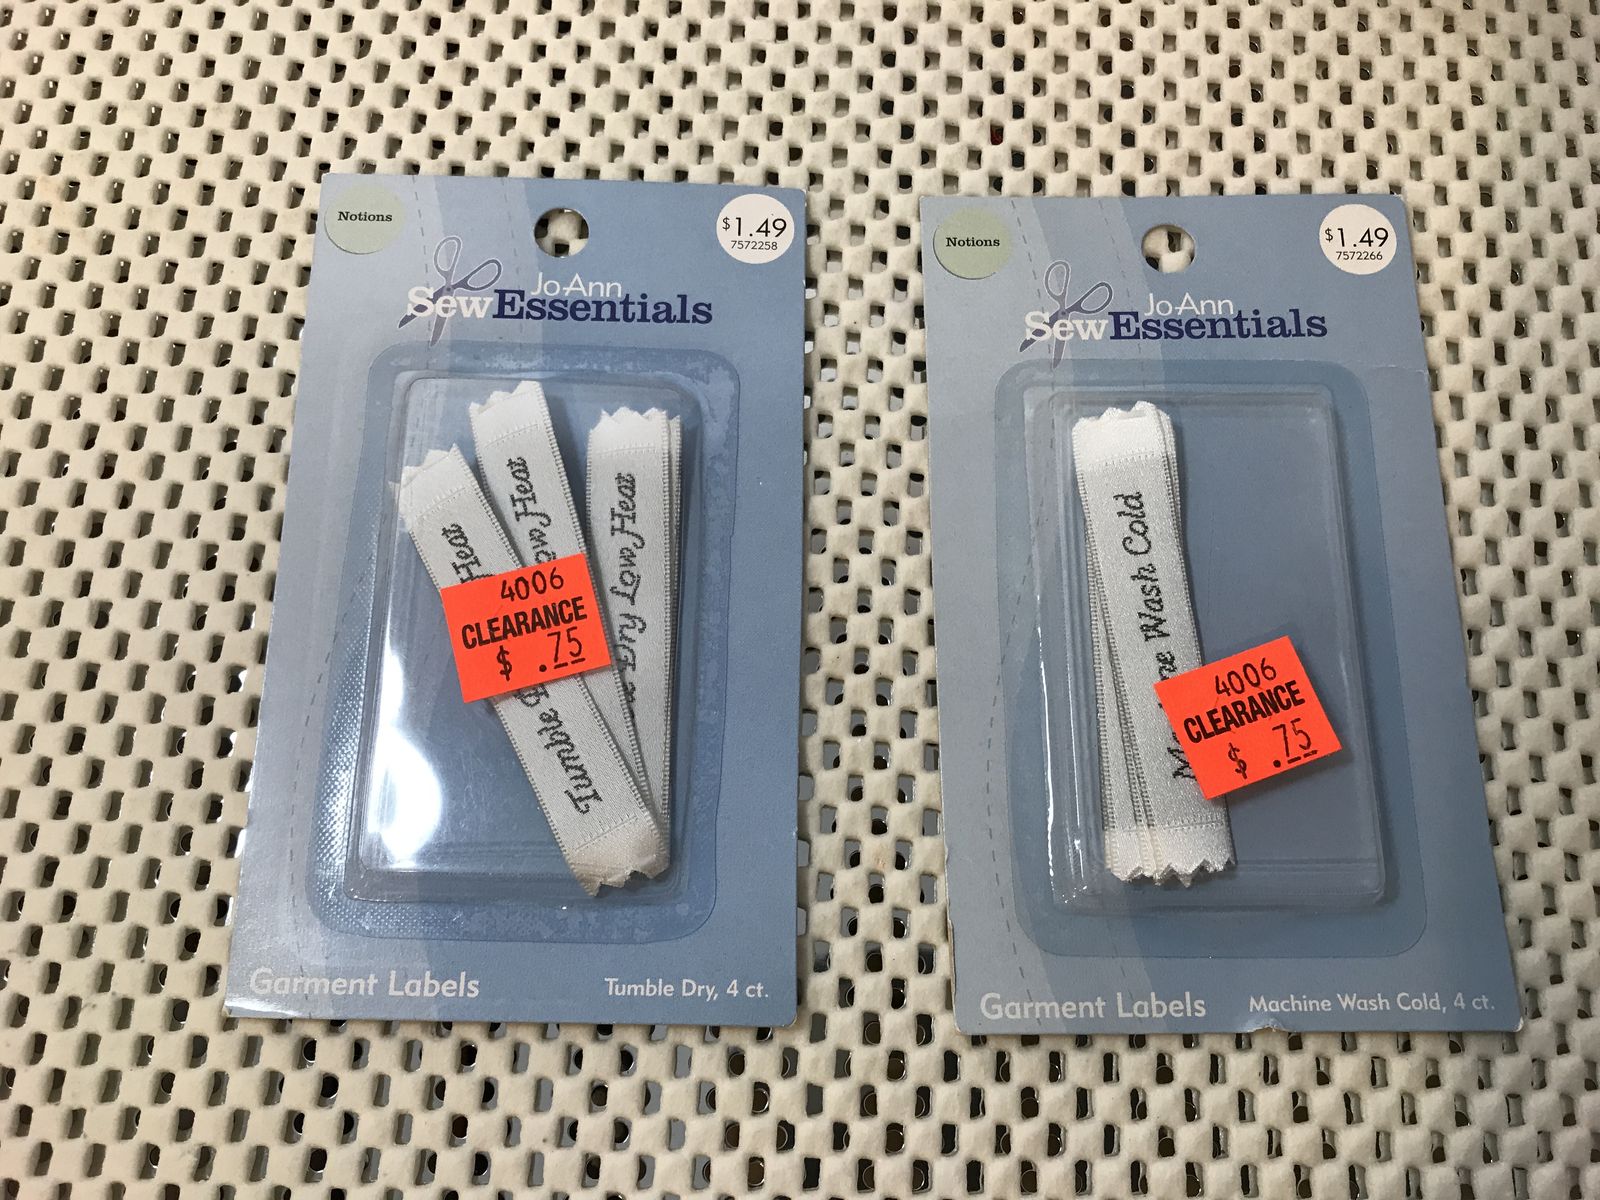 Notions
$1.49
7572258
Jo-Ann
SewEssentials
Heat
Low Heat
Dry Low Heat
Tumble
4006
CLEARANCE
$ .75
Garment Labels
Tumble Dry, 4 ct.
Notions
$1.49
7572266
Jo-Ann
SewEssentials
Wash Cold
4006
CLEARANCE
$ .75
Garment Labels
Machine Wash Cold, 4 ct.